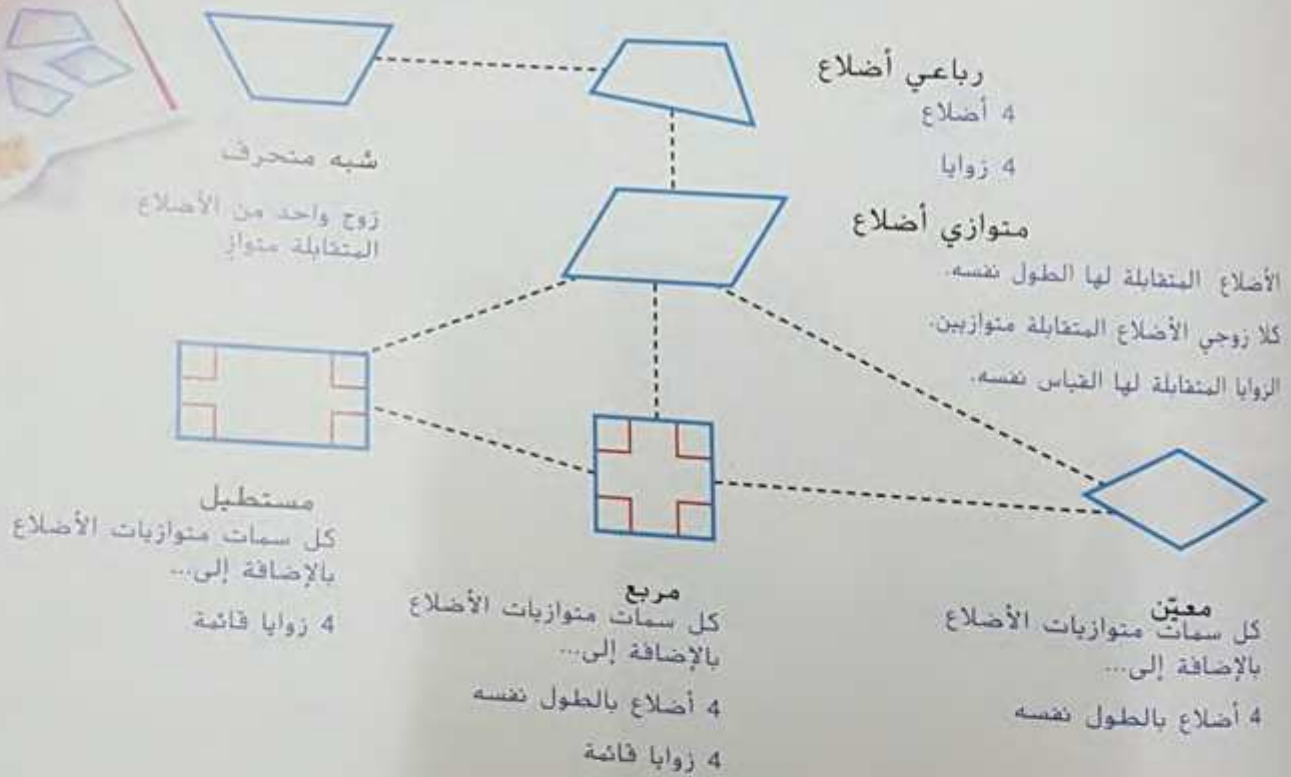 رباعي أضلاع
4 أضلاع
4 زوايا
شبه منحرف
زوج واحد من الأضلاع
المتقابلة متواز
متوازي أضلاع
الأضلاع المتقابلة لها الطول نفسه.
كلا زوجي الأضلاع المتقابلة متوازيين.
الزوايا المتقابلة لها القياس نفسه.
مستطيل
كل سمات متوازيات الأضلاع
بالإضافة إلى...
4 زوايا قائمة
مربع
كل سمات متوازيات الأضلاع
بالإضافة إلى...
4 أضلاع بالطول نفسه
4 زوايا قائمة
معيّن
كل سمات متوازيات الأضلاع
بالإضافة إلى...
4 أضلاع بالطول نفسه